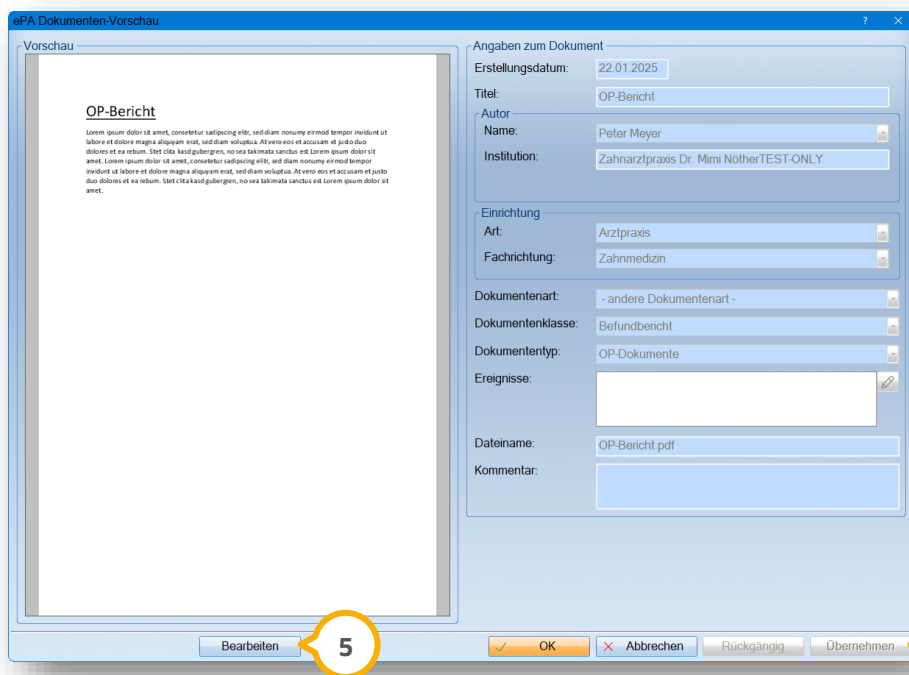 ePA Dokumenten-Vorschau
?
Vorschau
OP-Bericht
Lorem ipsum dolor sit amet, consetetur sadipscing elitr, sed diam nonumy eirmod tempor invidunt ut
labore et dolore magna aliquyam erat, sed diam voluptua. At vero eos et accusam et justo duo
dolores et ea rebum. Stet clita kasd gubergren, no sea takimata sanctus est Lorem ipsum dolor sit
amet. Lorem ipsum dolor sit amet, consetetur sadipscing elitr, sed diam nonumy eirmod tempor
invidunt ut labore et dolore magna aliquyam erat, sed diam voluptua. At vero eos et accusam et justo
duo dolores et ea rebum. Stet clita kasd gubergren, no sea takimata sanctus est Lorem ipsum dolor sit
amet.
Angaben zum Dokument
Erstellungsdatum: 22.01.2025
Titel: OP-Bericht
Autor
Name: Peter Meyer
Institution: Zahnarztpraxis Dr. Mimi NötherTEST-ONLY
Einrichtung
Art: Arztpraxis
Fachrichtung: Zahnmedizin
Dokumentenart: - andere Dokumentenart -
Dokumentenklasse: Befundbericht
Dokumententyp: OP-Dokumente
Ereignisse:
Dateiname: OP-Bericht.pdf
Kommentar:
Bearbeiten 5 OK Abbrechen Rückgängig Übernehmen